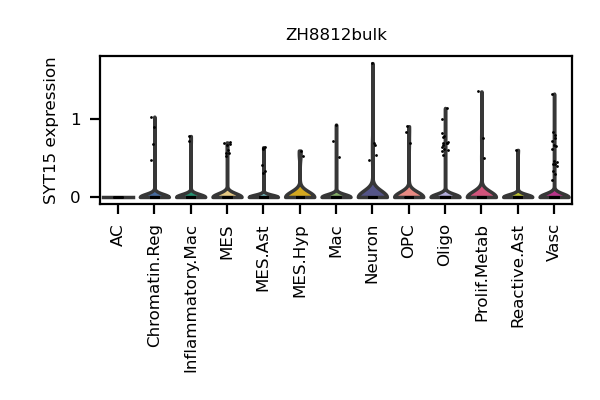 ZH8812bulk
SYT15 expression
1
0
AC
Chromatin.Reg
Inflammatory.Mac
MES
MES.Ast
MES.Hyp
Mac
Neuron
OPC
Oligo
Prolif.Metab
Reactive.Ast
Vasc